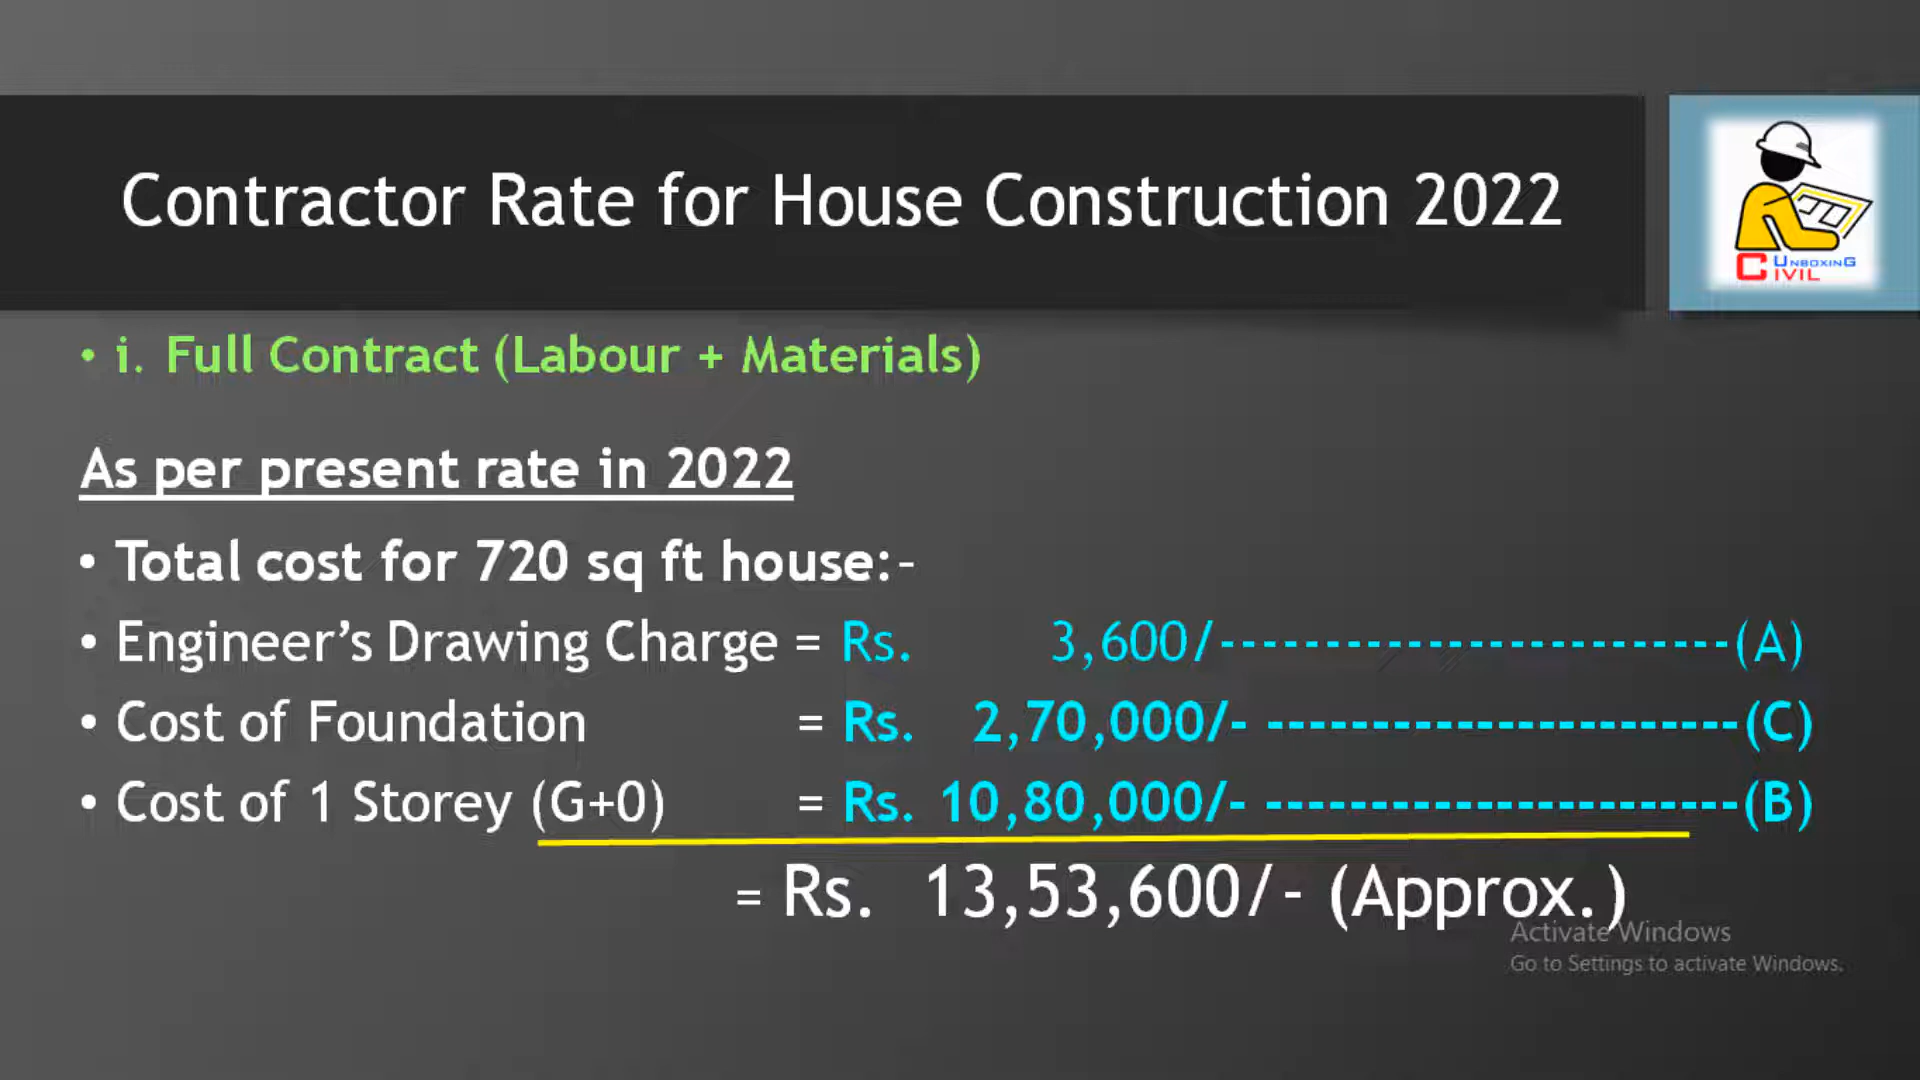 Contractor Rate for House Construction 2022
UNBOXING
CIVIL
• i. Full Contract (Labour + Materials)
As per present rate in 2022
• Total cost for 720 sq ft house:-
• Engineer’s Drawing Charge = Rs. 3,600/------------------------(A)
• Cost of Foundation = Rs. 2,70,000/- -----------------------(C)
• Cost of 1 Storey (G+0) = Rs. 10,80,000/- -----------------------(B)
= Rs. 13,53,600/- (Approx.)
Activate Windows
Go to Settings to activate Windows.